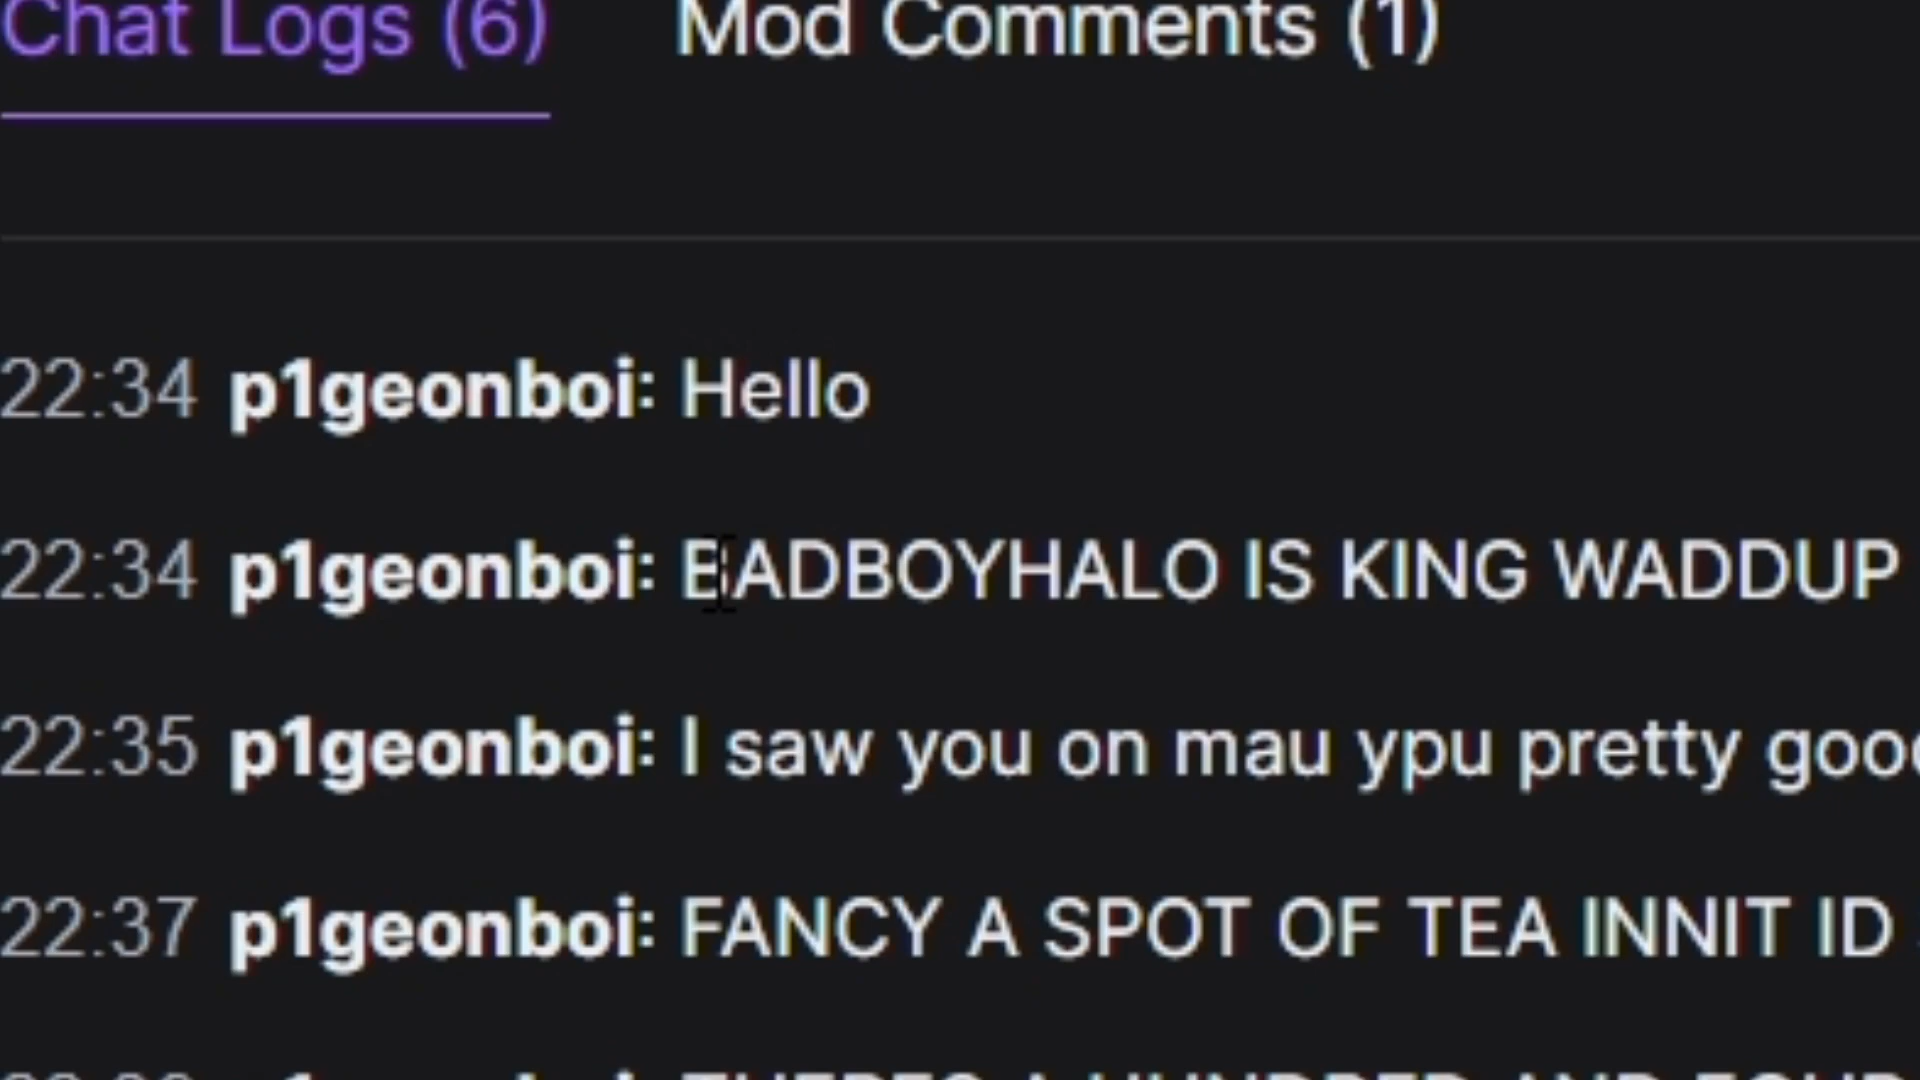 Chat Logs (6) Mod Comments (1)
22:34 p1geonboi: Hello
22:34 p1geonboi: BADBOYHALO IS KING WADDUP
22:35 p1geonboi: I saw you on mau ypu pretty good
22:37 p1geonboi: FANCY A SPOT OF TEA INNIT ID